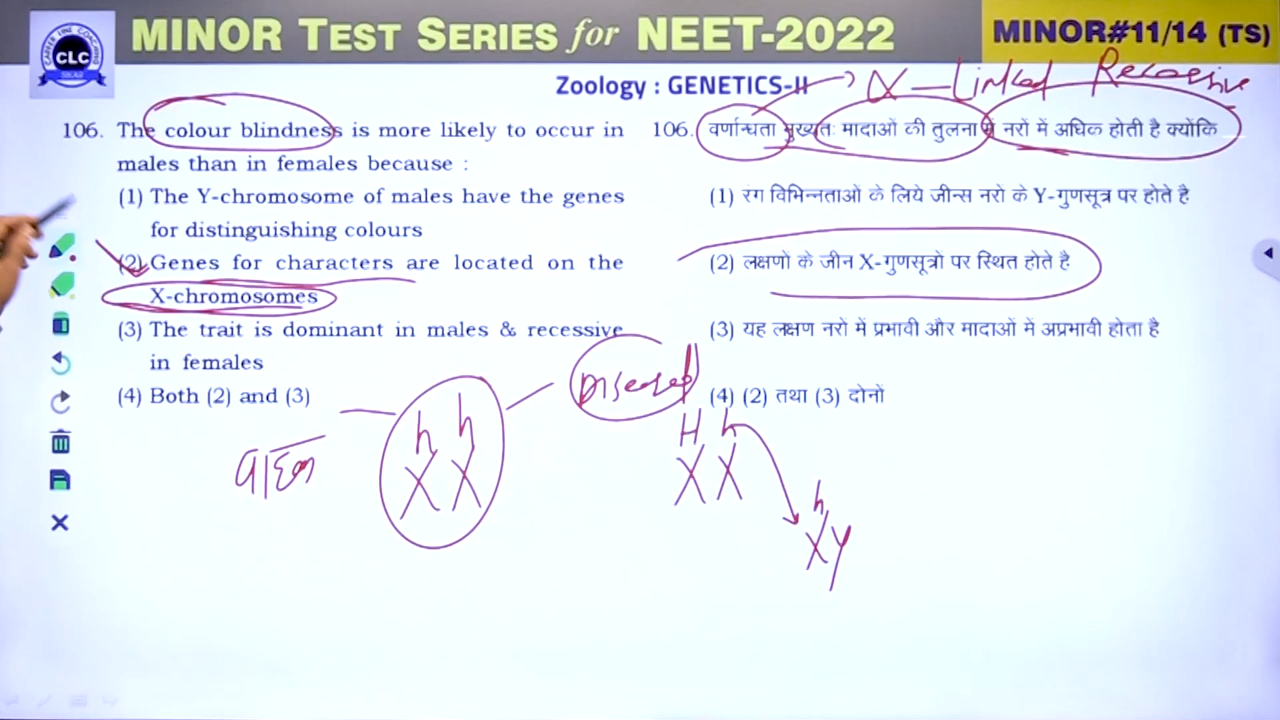 CAREER LINE COACHING
CLC
SIKAR
MINOR TEST SERIES for NEET-2022
MINOR#11/14 (TS)
Zoology : GENETICS-II
X-Linked Recessive
106. The colour blindness is more likely to occur in
males than in females because :
(1) The Y-chromosome of males have the genes
for distinguishing colours
(2) Genes for characters are located on the
X-chromosomes
(3) The trait is dominant in males & recessive
in females
(4) Both (2) and (3)
106. वर्णान्धता मुख्यतः मादाओं की तुलना में नरों में अधिक होती है क्योंकि
(1) रंग विभिन्नताओं के लिये जीन्स नरो के Y-गुणसूत्र पर होते है
(2) लक्षणों के जीन X-गुणसूत्रों पर स्थित होते है
(3) यह लक्षण नरो में प्रभावी और मादाओं में अप्रभावी होता है
(4) (2) तथा (3) दोनों
वाहक
h h
X X
Diseased
H h
X X
h
X Y